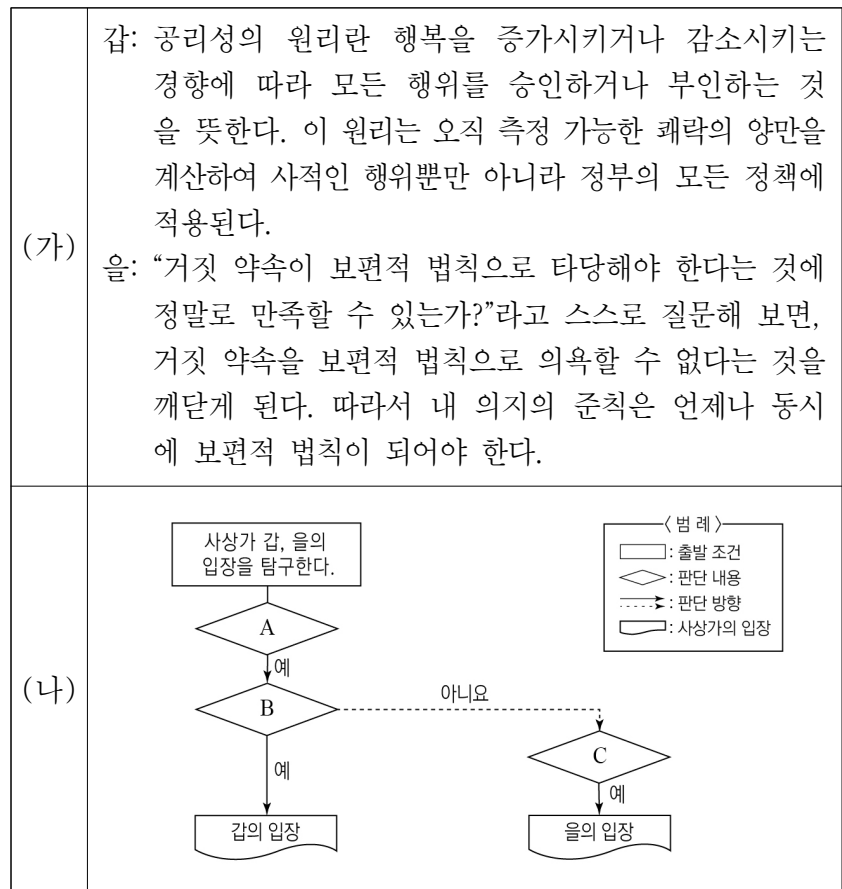 (가)
갑: 공리성의 원리란 행복을 증가시키거나 감소시키는
경향에 따라 모든 행위를 승인하거나 부인하는 것
을 뜻한다. 이 원리는 오직 측정 가능한 쾌락의 양만을
계산하여 사적인 행위뿐만 아니라 정부의 모든 정책에
적용된다.
을: “거짓 약속이 보편적 법칙으로 타당해야 한다는 것에
정말로 만족할 수 있는가?”라고 스스로 질문해 보면,
거짓 약속을 보편적 법칙으로 의욕할 수 없다는 것을
깨닫게 된다. 따라서 내 의지의 준칙은 언제나 동시
에 보편적 법칙이 되어야 한다.
(나)
사상가 갑, 을의
입장을 탐구한다.
〈범 례〉
: 출발 조건
: 판단 내용
: 판단 방향
: 사상가의 입장
A
예
B
아니요
C
예
예
갑의 입장
을의 입장